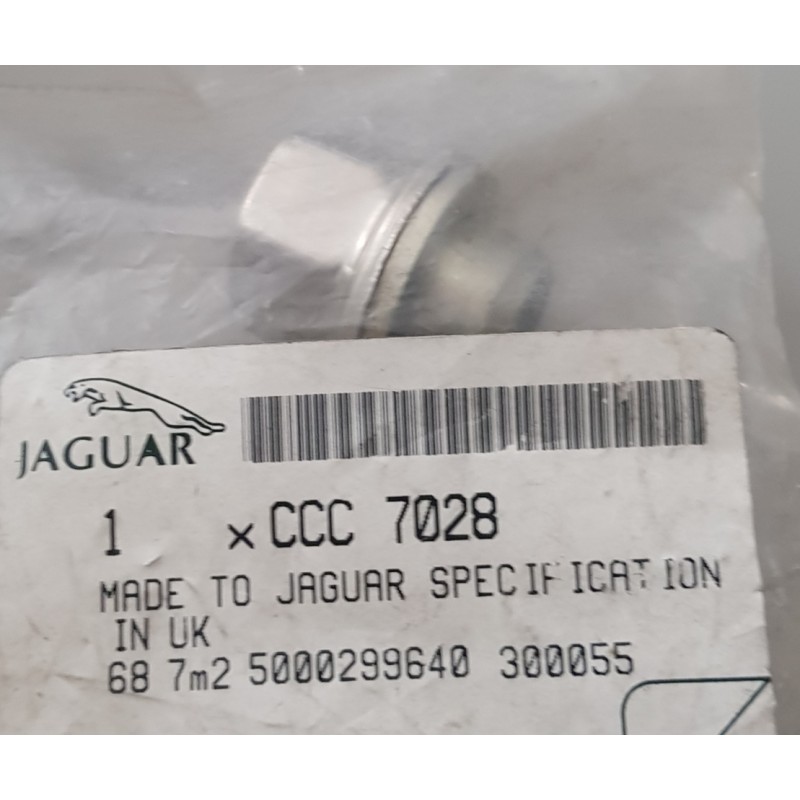 JAGUAR
1 x CCC 7028
MADE TO JAGUAR SPECIFICATION
IN UK
68 7m2 5000299640 300055